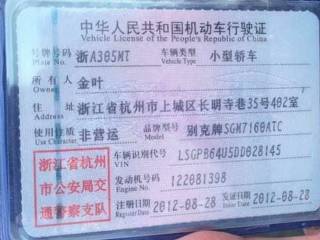 中华人民共和国机动车行驶证
Vehicle License of the People's Republic of China
号牌号码 浙A305MT 车辆类型 小型轿车
Plate No. Vehicle Type
所有人 金叶
Owner
住址 浙江省杭州市上城区长明寺巷35号402室
Address
使用性质 非营运 品牌型号 别克牌SGM7160ATC
Use Character Model
浙江省杭州
市公安局交
通警察支队
车辆识别代号 LSGPB64U5DD028145
VIN
发动机号码 122081398
Engine No.
注册日期 2012-08-28 发证日期 2012-08-28
Register Date Issue Date